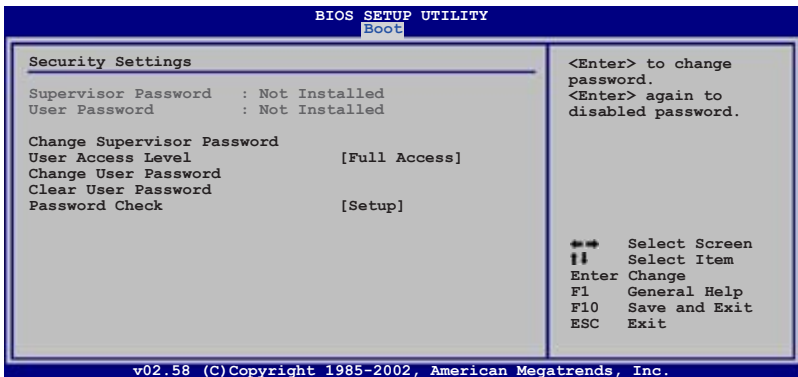 BIOS SETUP UTILITY
Boot
Security Settings
Supervisor Password : Not Installed
User Password : Not Installed
Change Supervisor Password
User Access Level [Full Access]
Change User Password
Clear User Password
Password Check [Setup]
<Enter> to change
password.
<Enter> again to
disabled password.
←→ Select Screen
↑↓ Select Item
Enter Change
F1 General Help
F10 Save and Exit
ESC Exit
v02.58 (C)Copyright 1985-2002, American Megatrends, Inc.